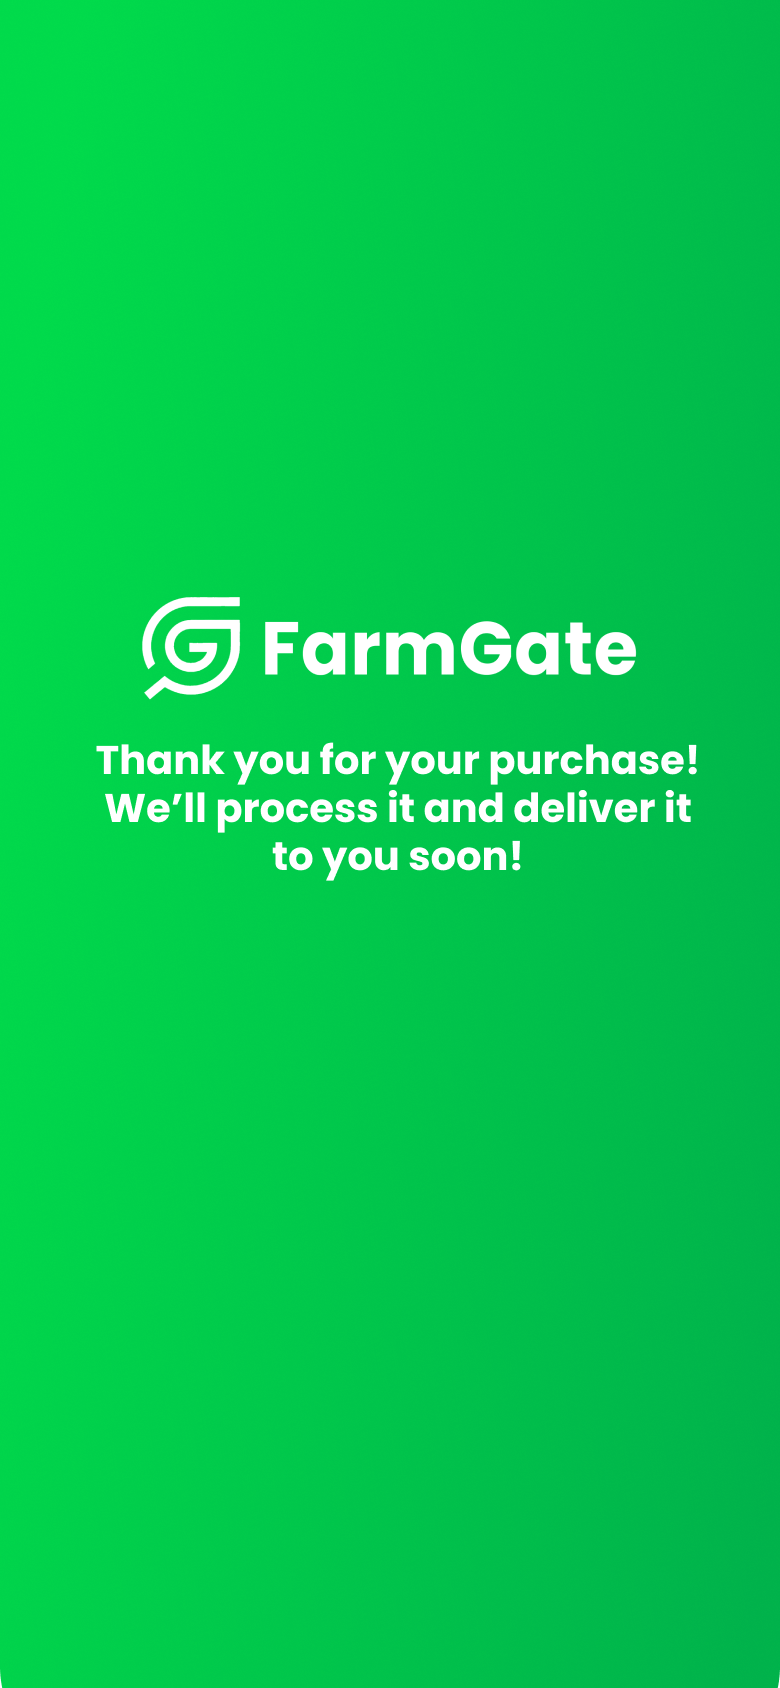 FarmGate
Thank you for your purchase!
We’ll process it and deliver it
to you soon!